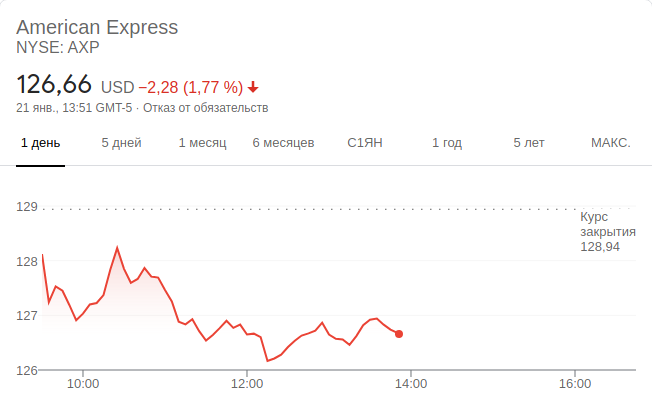 American Express
NYSE: AXP
126,66 USD −2,28 (1,77 %)
21 янв., 13:51 GMT-5 · Отказ от обязательств
1 день 5 дней 1 месяц 6 месяцев С1ЯН 1 год 5 лет МАКС.
129
Курс
закрытия
128,94
128
127
126
10:00 12:00 14:00 16:00